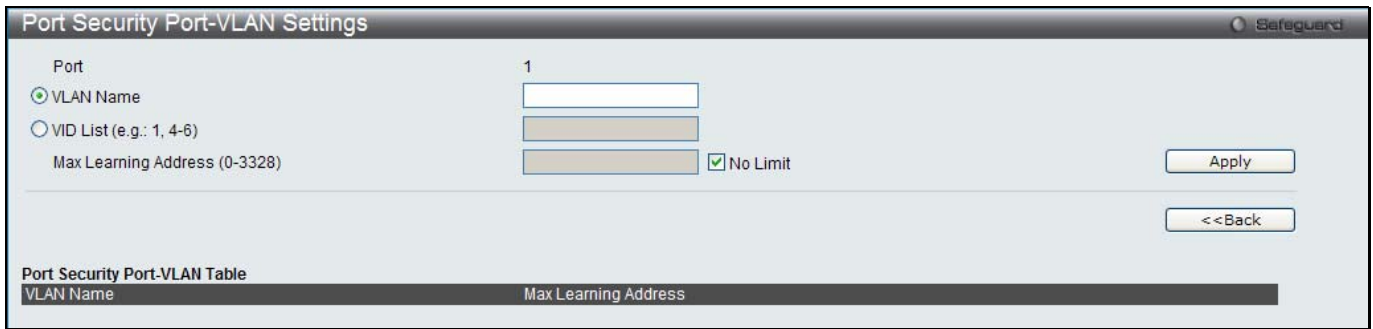 Port Security Port-VLAN Settings
Safeguard
Port 1
VLAN Name
VID List (e.g.: 1, 4-6)
Max Learning Address (0-3328) No Limit Apply
<<Back
Port Security Port-VLAN Table
VLAN Name Max Learning Address